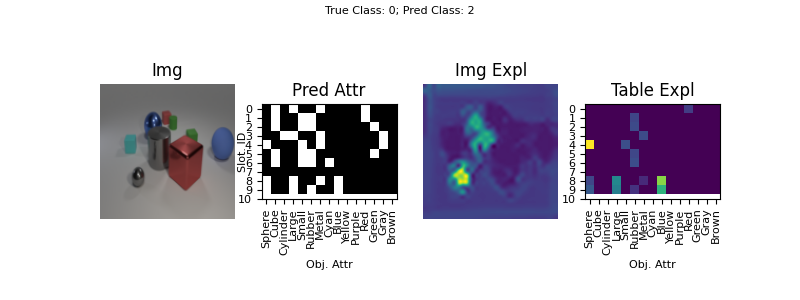 True Class: 0; Pred Class: 2
Img
Pred Attr
Img Expl
Table Expl
Slot. ID
0
1
2
3
4
5
6
7
8
9
10
Sphere
Cube
Cylinder
Large
Small
Rubber
Metal
Cyan
Blue
Yellow
Purple
Red
Green
Gray
Brown
Obj. Attr
0
1
2
3
4
5
6
7
8
9
10
Sphere
Cube
Cylinder
Large
Small
Rubber
Metal
Cyan
Blue
Yellow
Purple
Red
Green
Gray
Brown
Obj. Attr